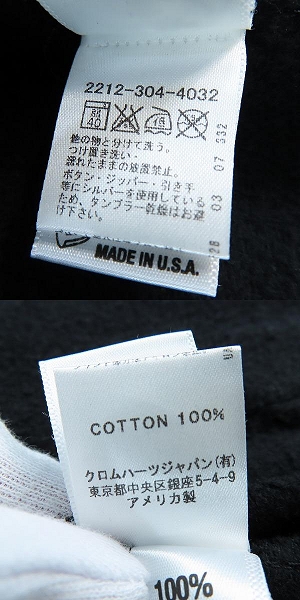 2212-304-4032
弱
40
他の物と分けて洗う。
つけ置き洗い・
濡れたままの放置禁止。
ボタン・ジッパー・引き手
等にシルバーを使用している
ため、タンブラー乾燥はお避
け下さい。
MADE IN U.S.A.
COTTON 100%
クロムハーツジャパン(有)
東京都中央区銀座5-4-9
アメリカ製
100%